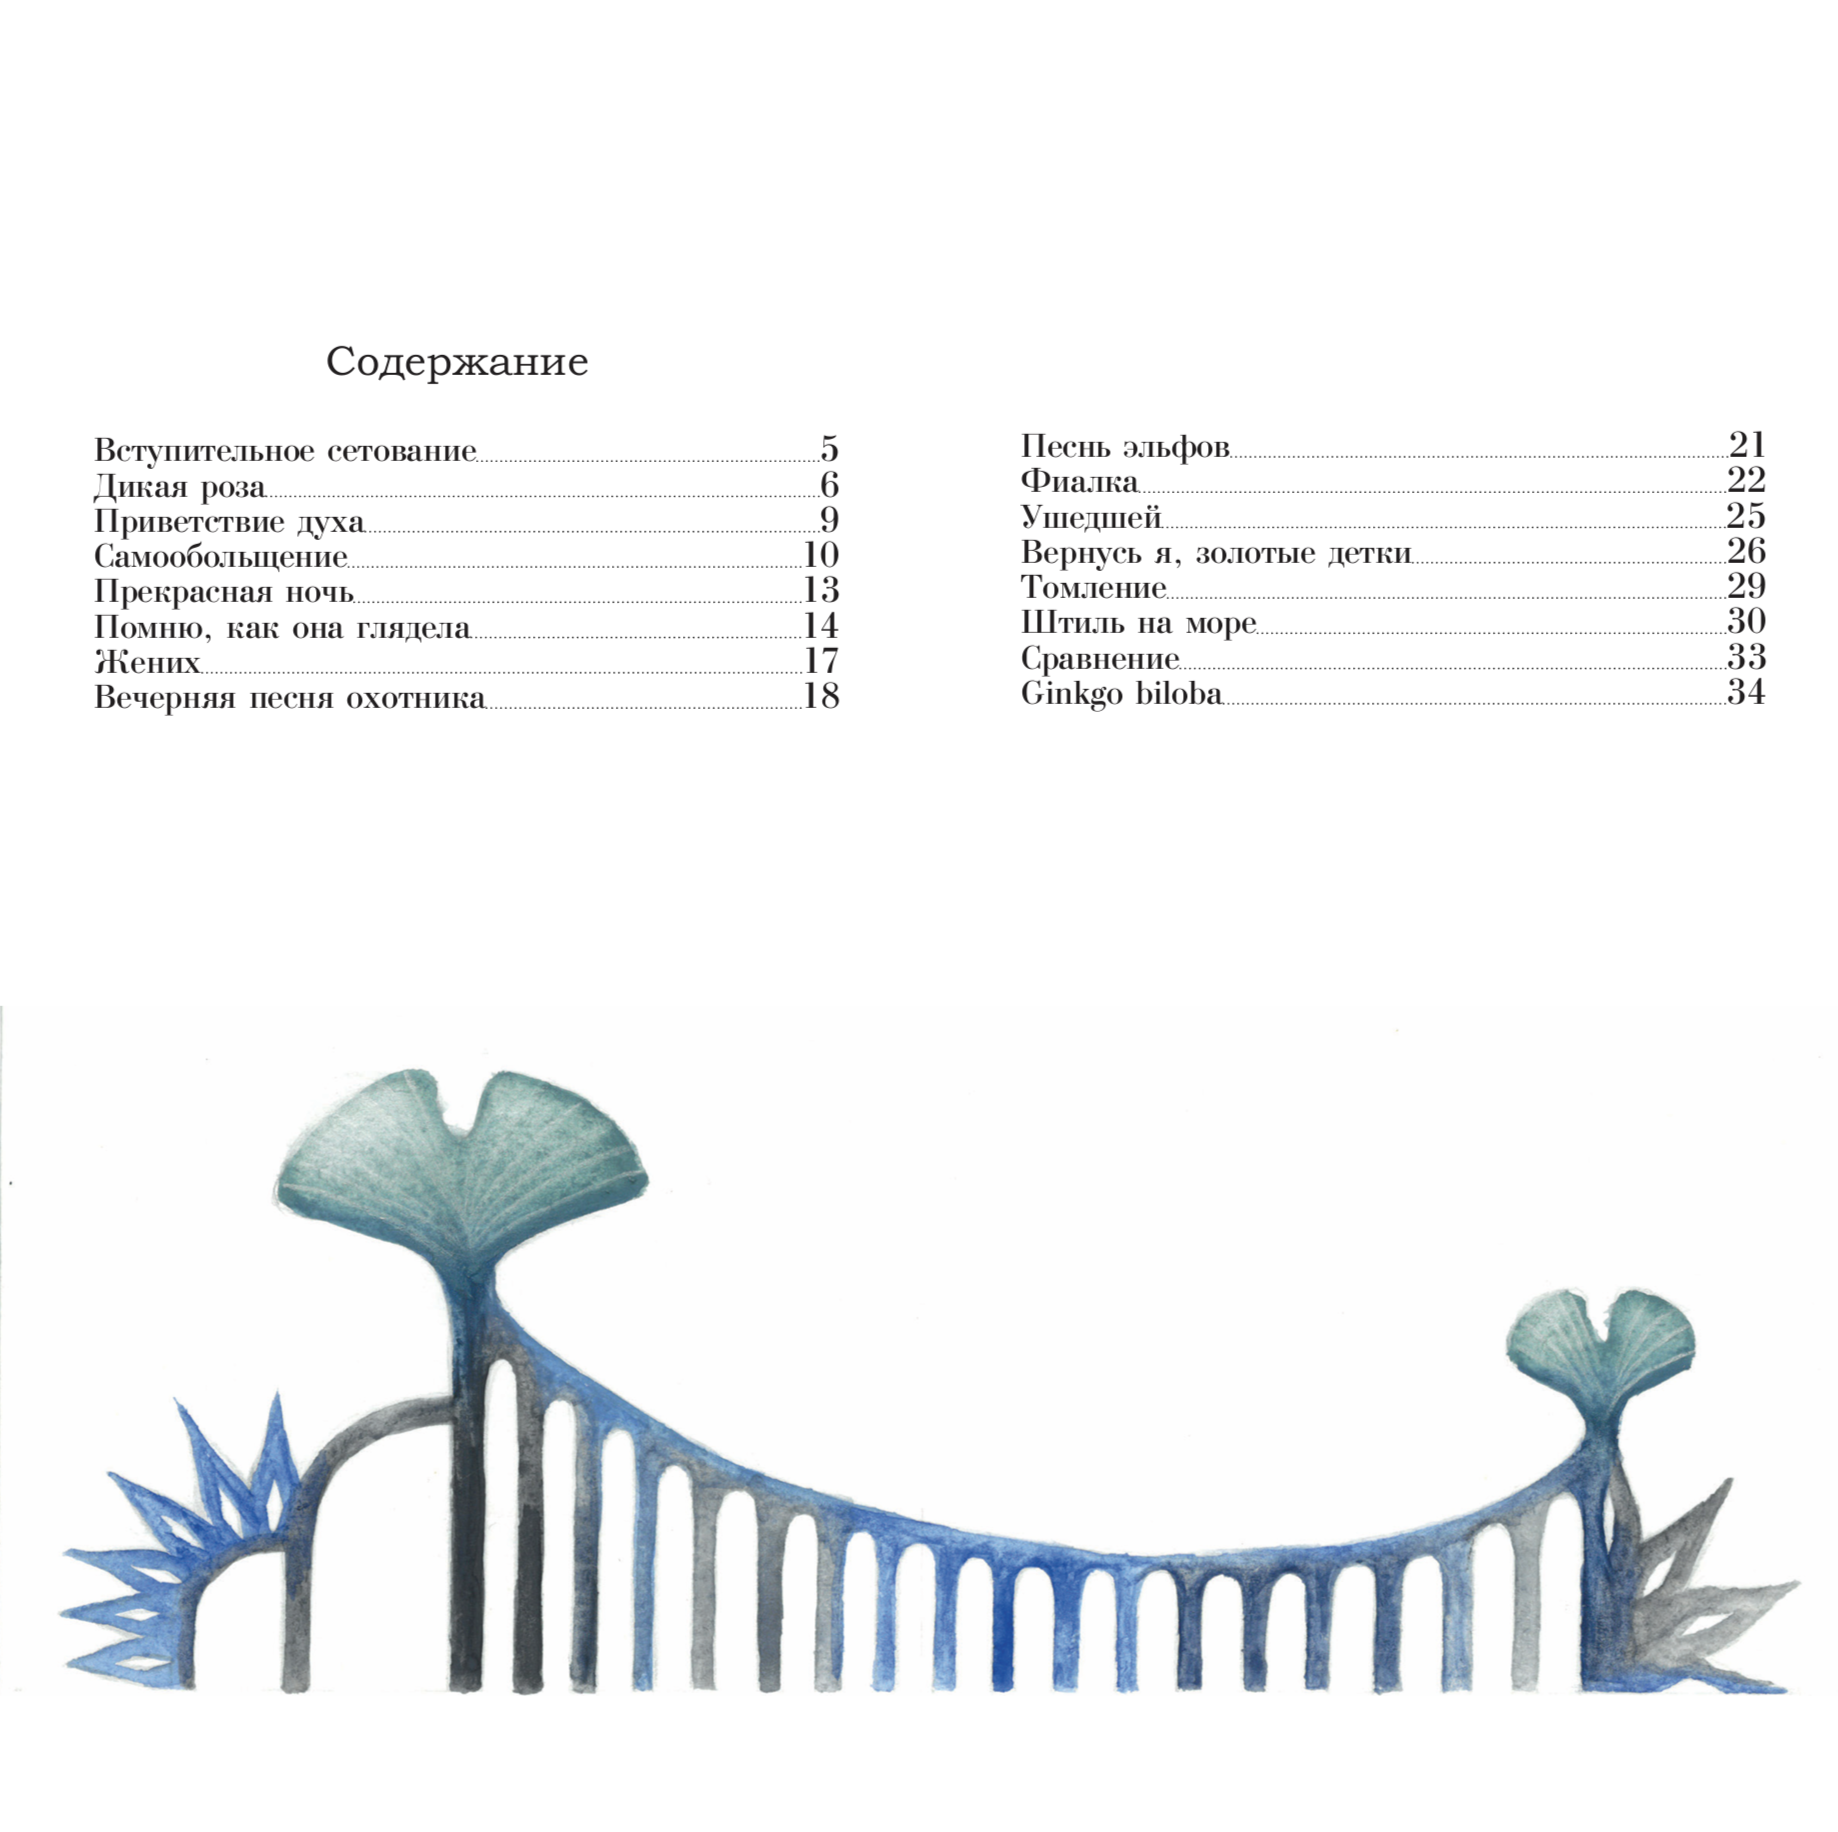 Содержание
Вступительное сетование 5
Дикая роза 6
Приветствие духа 9
Самообольщение 10
Прекрасная ночь 13
Помню, как она глядела 14
Жених 17
Вечерняя песня охотника 18
Песнь эльфов 21
Фиалка 22
Ушедшей 25
Вернусь я, золотые детки 26
Томление 29
Штиль на море 30
Сравнение 33
Ginkgo biloba 34